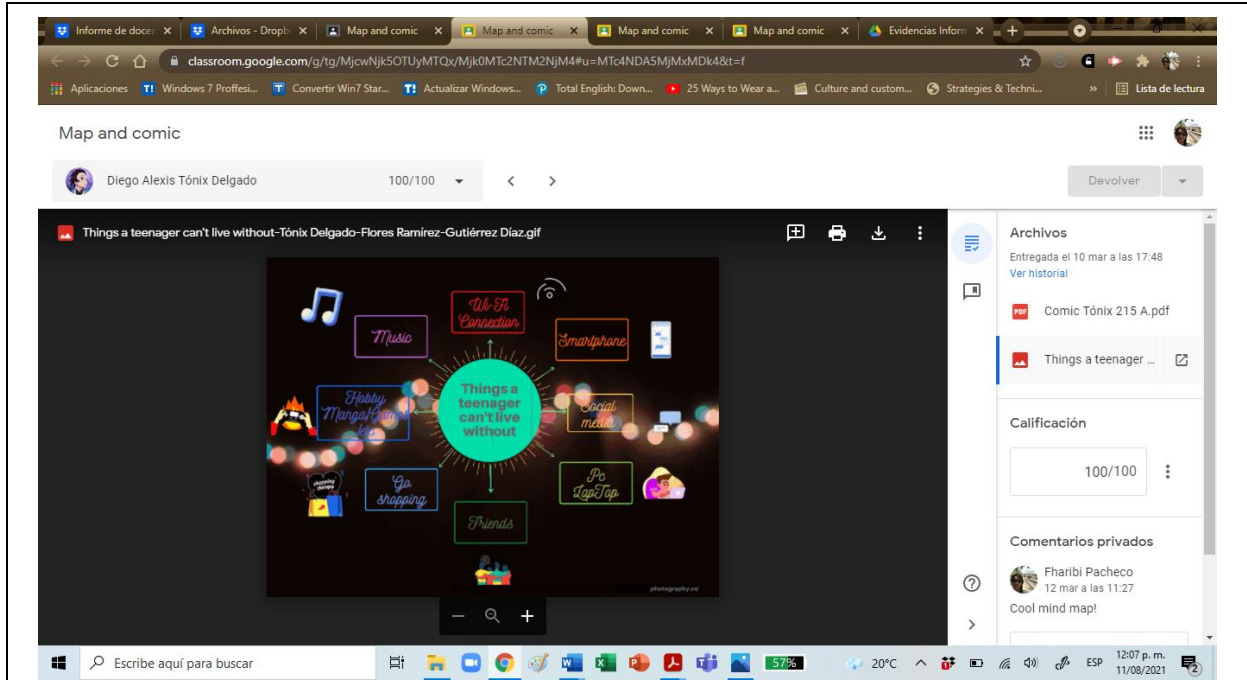 Informe de docen
Archivos - Dropb
Map and comic
Map and comic
Map and comic
Map and comic
Evidencias Inform
classroom.google.com/g/tg/MjcwNjk5OTUyMTQx/Mjk0MTc2NTM2NjM4#u=MTc4NDA5MjMxMDk4&t=f
Aplicaciones
Windows 7 Proffesi...
Convertir Win7 Star...
Actualizar Windows...
Total English: Down...
25 Ways to Wear a...
Culture and custom...
Strategies & Techni...
»
Lista de lectura
Map and comic
Diego Alexis Tónix Delgado
100/100
Devolver
Things a teenager can't live without-Tónix Delgado-Flores Ramírez-Gutiérrez Díaz.gif
Wi-Fi
Connection
Music
Smartphone
Things a
teenager
can't live
without
Hobby
Social
media
Go
shopping
Pc
LapTop
Friends
Archivos
Entregada el 10 mar a las 17:48
Ver historial
PDF
Comic Tónix 215 A.pdf
Things a teenager ...
Calificación
100/100
Comentarios privados
Fharibi Pacheco
12 mar a las 11:27
Cool mind map!
Escribe aquí para buscar
57%
20°C
ESP
12:07 p. m.
11/08/2021
2